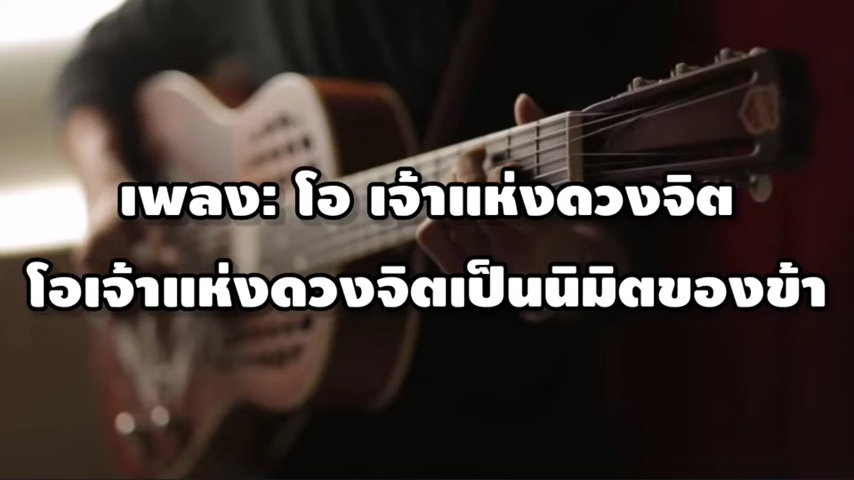 เพลง: โอ เจ้าแห่งดวงจิต
โอเจ้าแห่งดวงจิตเป็นนิมิตของข้า